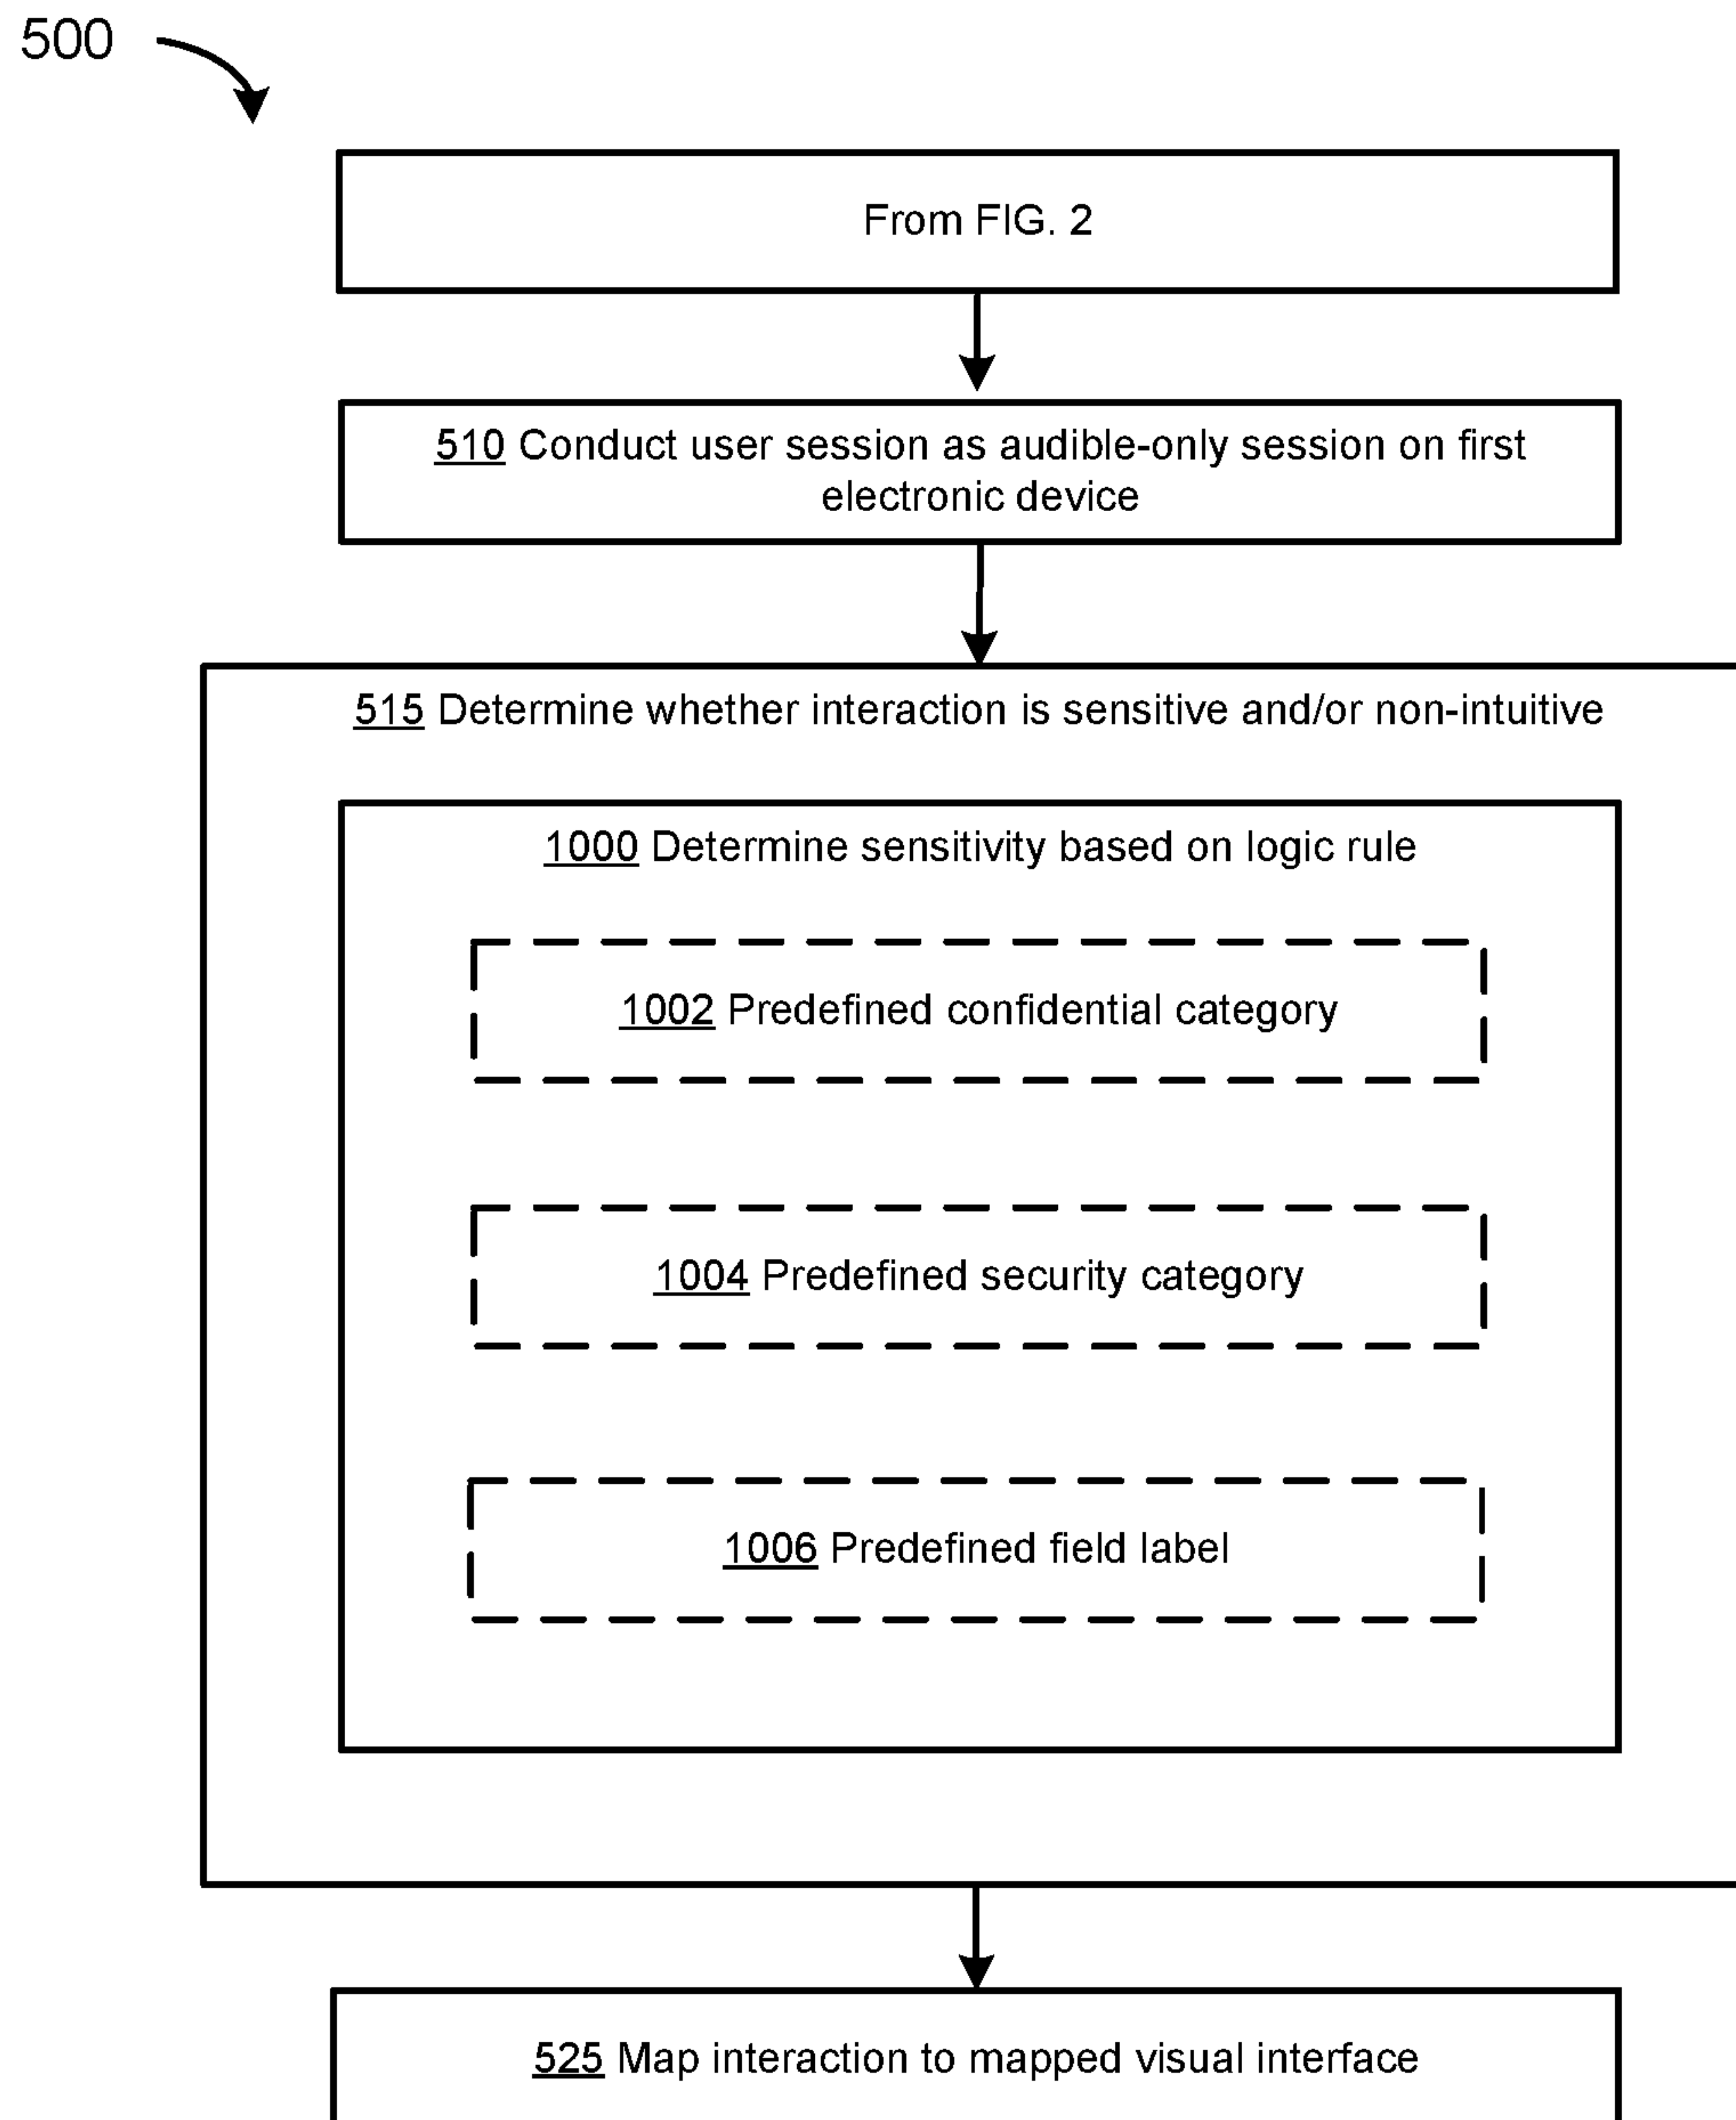 500
From FIG. 2
510 Conduct user session as audible-only session on first
electronic device
515 Determine whether interaction is sensitive and/or non-intuitive
1000 Determine sensitivity based on logic rule
1002 Predefined confidential category
1004 Predefined security category
1006 Predefined field label
525 Map interaction to mapped visual interface